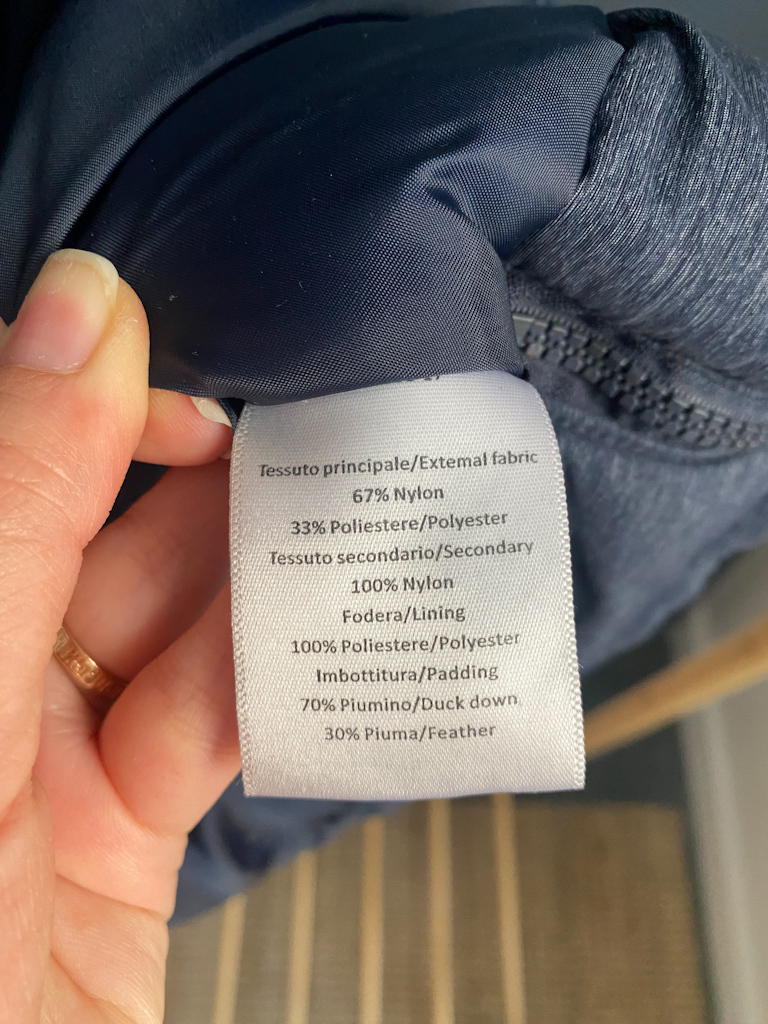 Tessuto principale/External fabric
67% Nylon
33% Poliestere/Polyester
Tessuto secondario/Secondary
100% Nylon
Fodera/Lining
100% Poliestere/Polyester
Imbottitura/Padding
70% Piumino/Duck down
30% Piuma/Feather